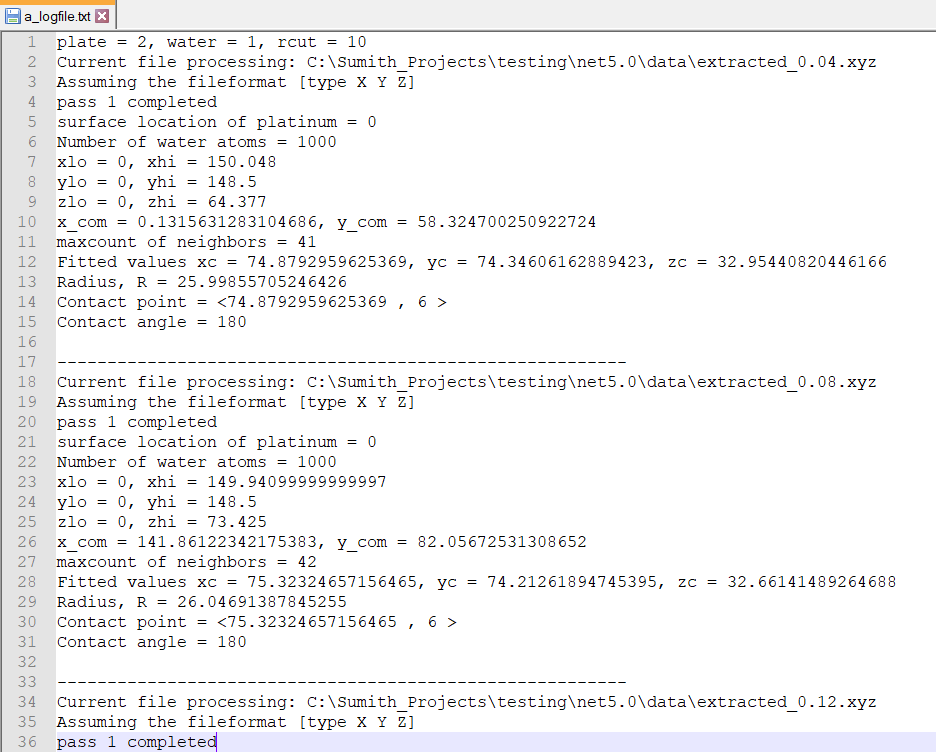 a_logfile.txt
1 plate = 2, water = 1, rcut = 10
2 Current file processing: C:\Sumith_Projects\testing\net5.0\data\extracted_0.04.xyz
3 Assuming the fileformat [type X Y Z]
4 pass 1 completed
5 surface location of platinum = 0
6 Number of water atoms = 1000
7 xlo = 0, xhi = 150.048
8 ylo = 0, yhi = 148.5
9 zlo = 0, zhi = 64.377
10 x_com = 0.1315631283104686, y_com = 58.324700250922724
11 maxcount of neighbors = 41
12 Fitted values xc = 74.8792959625369, yc = 74.34606162889423, zc = 32.95440820446166
13 Radius, R = 25.99855705246426
14 Contact point = <74.8792959625369 , 6 >
15 Contact angle = 180
16
17 ---------------------------------------------------------
18 Current file processing: C:\Sumith_Projects\testing\net5.0\data\extracted_0.08.xyz
19 Assuming the fileformat [type X Y Z]
20 pass 1 completed
21 surface location of platinum = 0
22 Number of water atoms = 1000
23 xlo = 0, xhi = 149.94099999999997
24 ylo = 0, yhi = 148.5
25 zlo = 0, zhi = 73.425
26 x_com = 141.86122342175383, y_com = 82.05672531308652
27 maxcount of neighbors = 42
28 Fitted values xc = 75.32324657156465, yc = 74.21261894745395, zc = 32.66141489264688
29 Radius, R = 26.04691387845255
30 Contact point = <75.32324657156465 , 6 >
31 Contact angle = 180
32
33 ---------------------------------------------------------
34 Current file processing: C:\Sumith_Projects\testing\net5.0\data\extracted_0.12.xyz
35 Assuming the fileformat [type X Y Z]
36 pass 1 completed